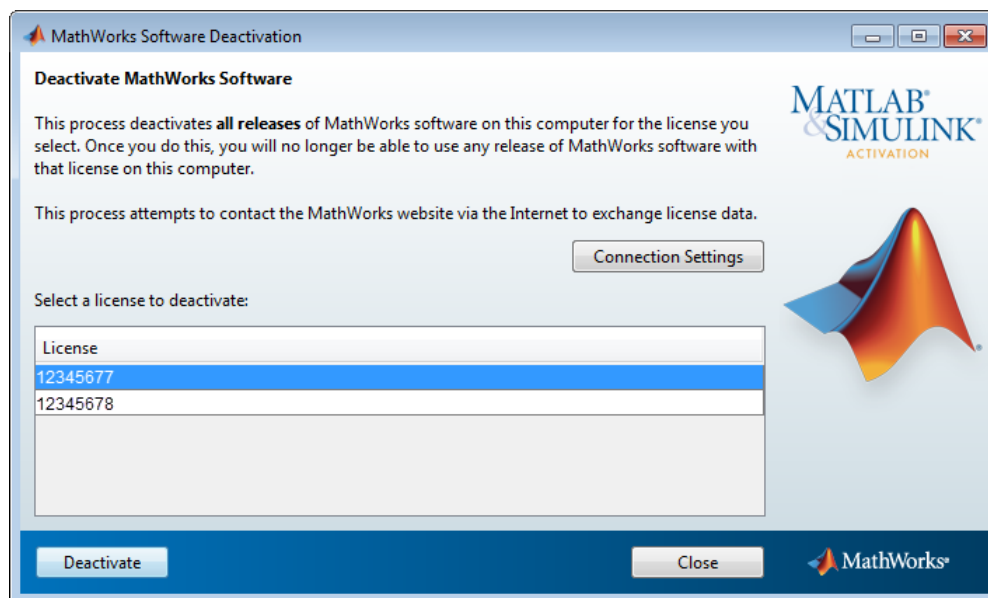 MathWorks Software Deactivation
Deactivate MathWorks Software
This process deactivates all releases of MathWorks software on this computer for the license you
select. Once you do this, you will no longer be able to use any release of MathWorks software with
that license on this computer.
This process attempts to contact the MathWorks website via the Internet to exchange license data.
Connection Settings
Select a license to deactivate:
License
12345677
12345678
Deactivate
Close
MATLAB®
&SIMULINK®
ACTIVATION
®
MathWorks®